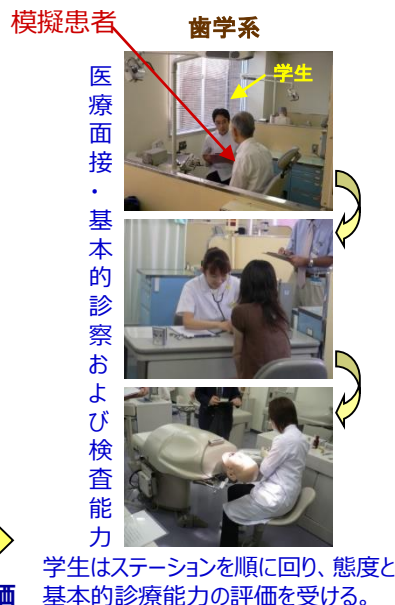 模擬患者
歯学系
学生
医療面接・基本的診察および検査能力
学生はステーションを順に回り、態度と
価
基本的診療能力の評価を受ける。